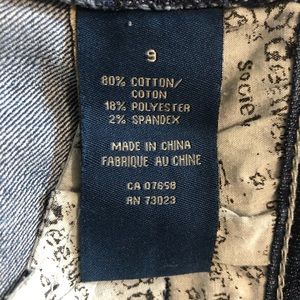 9
80% COTTON/
COTON
18% POLYESTER
2% SPANDEX
MADE IN CHINA
FABRIQUE AU CHINE
CA 07658
RN 73023